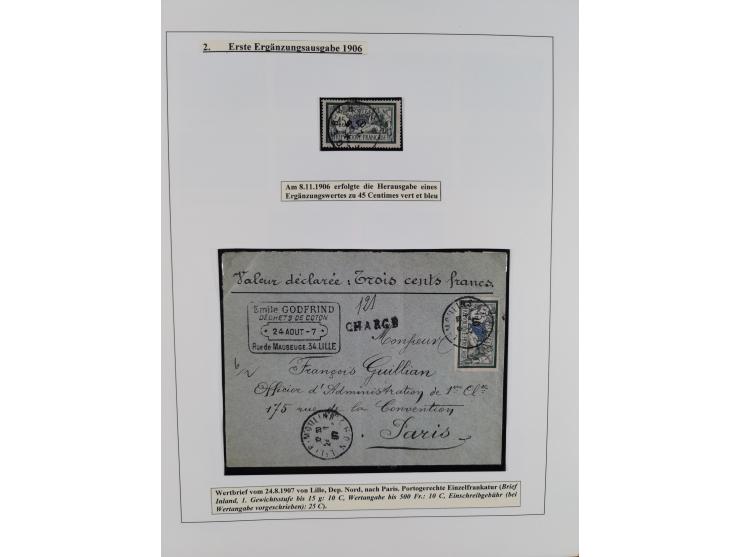 2. Erste Ergänzungsausgabe 1906
Am 8.11.1906 erfolgte die Herausgabe eines
Ergänzungswertes zu 45 Centimes vert et bleu
Valeur déclarée : Trois cents francs.
Emile GODFRIND
DÉCHETS DE COTON
24 AOUT - 7
Rue de Maubeuge, 34. LILLE
121
CHARGÉ
Monsieur
François Guillian
Officier d'Administration de 1re Cl.
175 rue de la Convention
Paris
LILLE - MOULINS
Wertbrief vom 24.8.1907 von Lille, Dep. Nord, nach Paris. Portogerechte Einzelfrankatur (Brief
Inland, 1. Gewichtsstufe bis 15 g: 10 C, Wertangabe bis 500 Fr.: 10 C, Einschreibgebühr (bei
Wertangabe vorgeschrieben): 25 C).